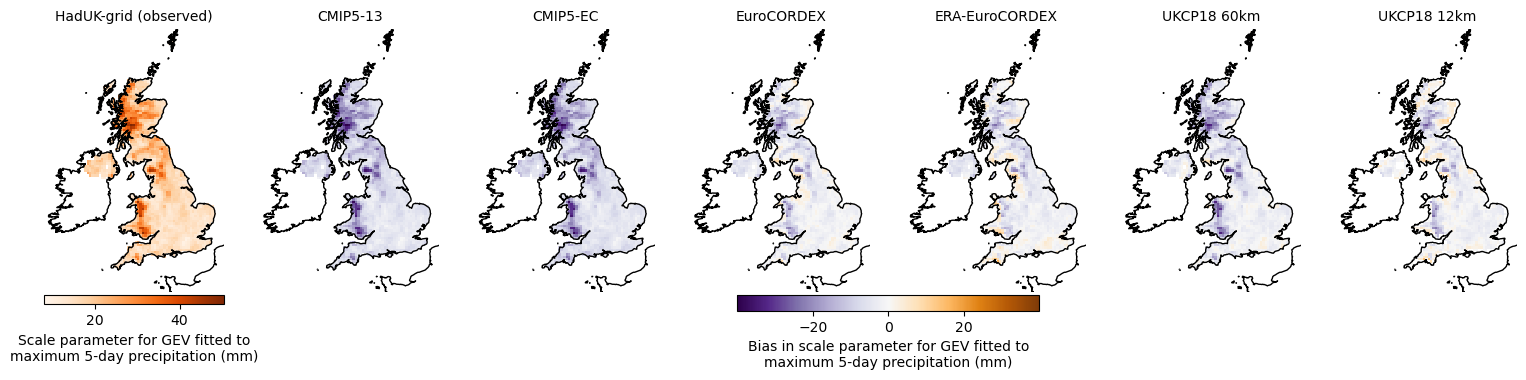 HadUK-grid (observed)
CMIP5-13
CMIP5-EC
EuroCORDEX
ERA-EuroCORDEX
UKCP18 60km
UKCP18 12km
20 40
Scale parameter for GEV fitted to
maximum 5-day precipitation (mm)
−20 0 20
Bias in scale parameter for GEV fitted to
maximum 5-day precipitation (mm)